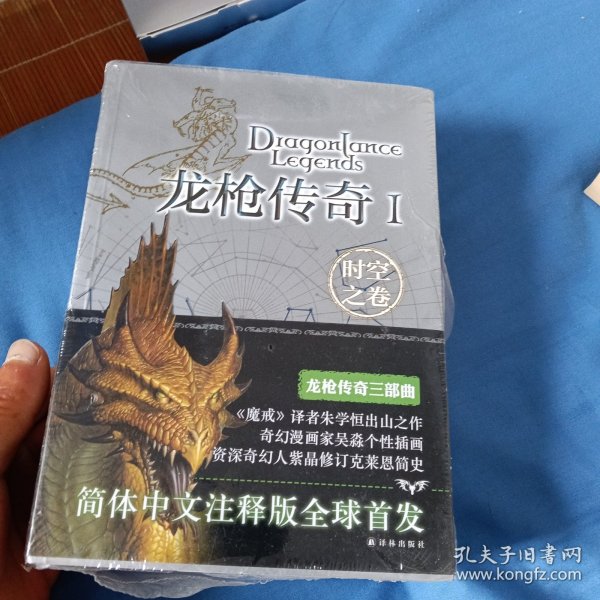 Dragonlance
Legends
龙枪传奇 I
时空
之卷
龙枪传奇三部曲
《魔戒》译者朱学恒出山之作
奇幻漫画家吴淼个性插画
资深奇幻人紫晶修订克莱恩简史
简体中文注释版全球首发
译林出版社
孔夫子旧书网
www.kongfz.com